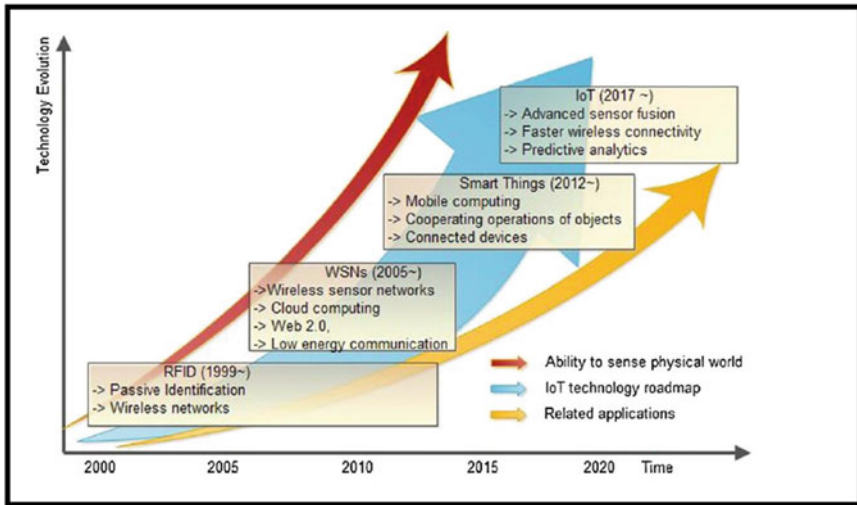 Technology Evolution
IoT (2017 ~)
-> Advanced sensor fusion
-> Faster wireless connectivity
-> Predictive analytics
Smart Things (2012~)
-> Mobile computing
-> Cooperating operations of objects
-> Connected devices
WSNs (2005~)
->Wireless sensor networks
-> Cloud computing
-> Web 2.0,
-> Low energy communication
RFID (1999~)
-> Passive Identification
-> Wireless networks
Ability to sense physical world
IoT technology roadmap
Related applications
2000 2005 2010 2015 2020 Time